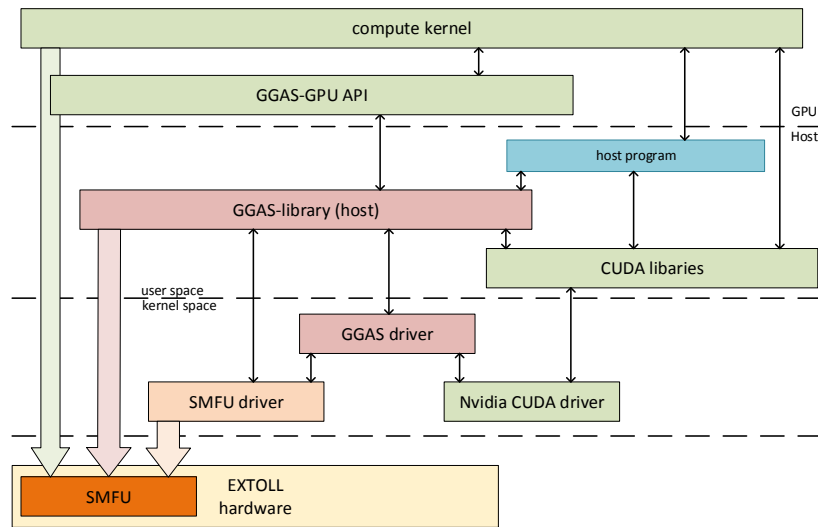 compute kernel
GGAS-GPU API
GPU
Host
host program
GGAS-library (host)
CUDA libaries
user space
kernel space
GGAS driver
SMFU driver
Nvidia CUDA driver
SMFU
EXTOLL
hardware